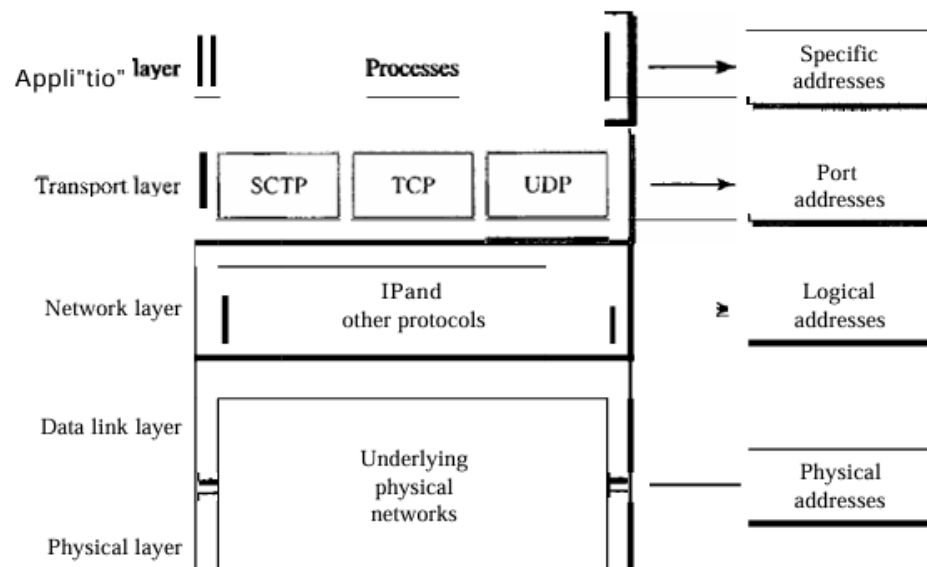 Appli"tio" layer
Processes
Specific
addresses
Transport layer
SCTP
TCP
UDP
Port
addresses
Network layer
IPand
other protocols
Logical
addresses
Data link layer
Underlying
physical
networks
Physical
addresses
Physical layer